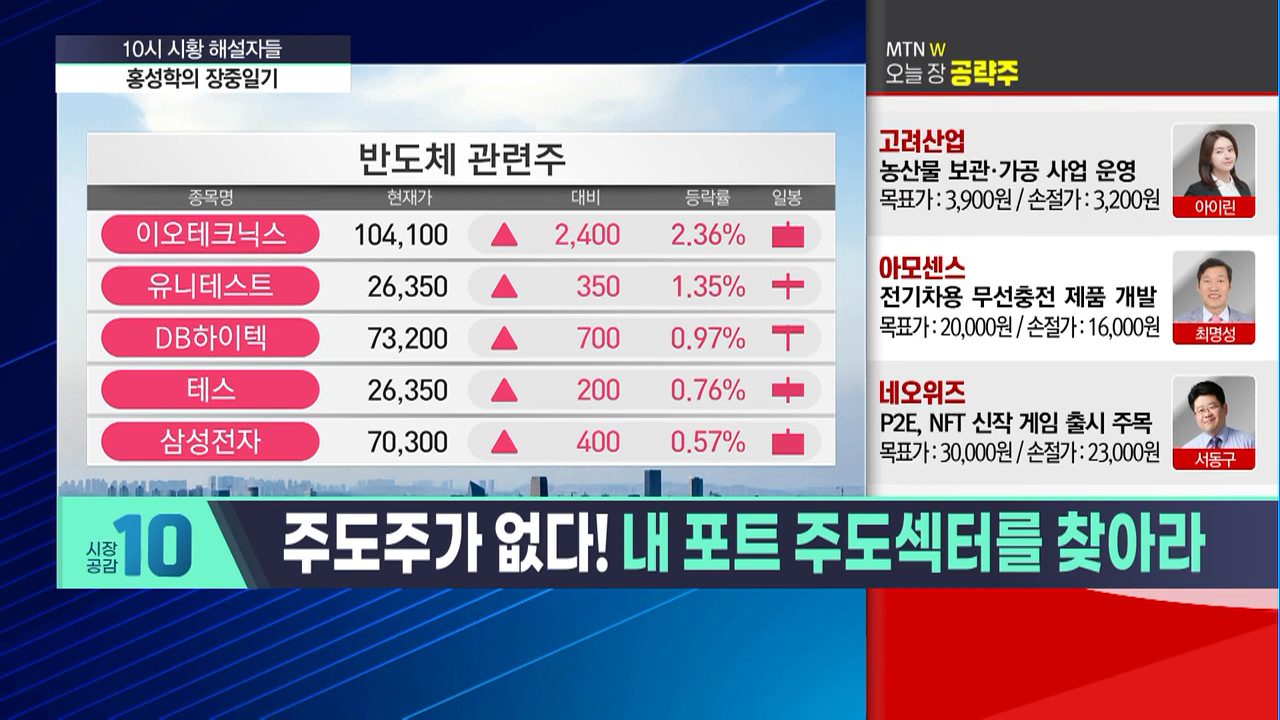 10시 시황 해설자들
홍성학의 장중일기
반도체 관련주
종목명 현재가 대비 등락률 일봉
이오테크닉스 104,100 ▲ 2,400 2.36%
유니테스트 26,350 ▲ 350 1.35%
DB하이텍 73,200 ▲ 700 0.97%
테스 26,350 ▲ 200 0.76%
삼성전자 70,300 ▲ 400 0.57%
MTN W
오늘 장 공략주
고려산업
농산물 보관·가공 사업 운영
목표가 : 3,900원 / 손절가 : 3,200원
아이린
아모센스
전기차용 무선충전 제품 개발
목표가 : 20,000원 / 손절가 : 16,000원
최명성
네오위즈
P2E, NFT 신작 게임 출시 주목
목표가 : 30,000원 / 손절가 : 23,000원
서동구
시장
공감
10
주도주가 없다! 내 포트 주도섹터를 찾아라